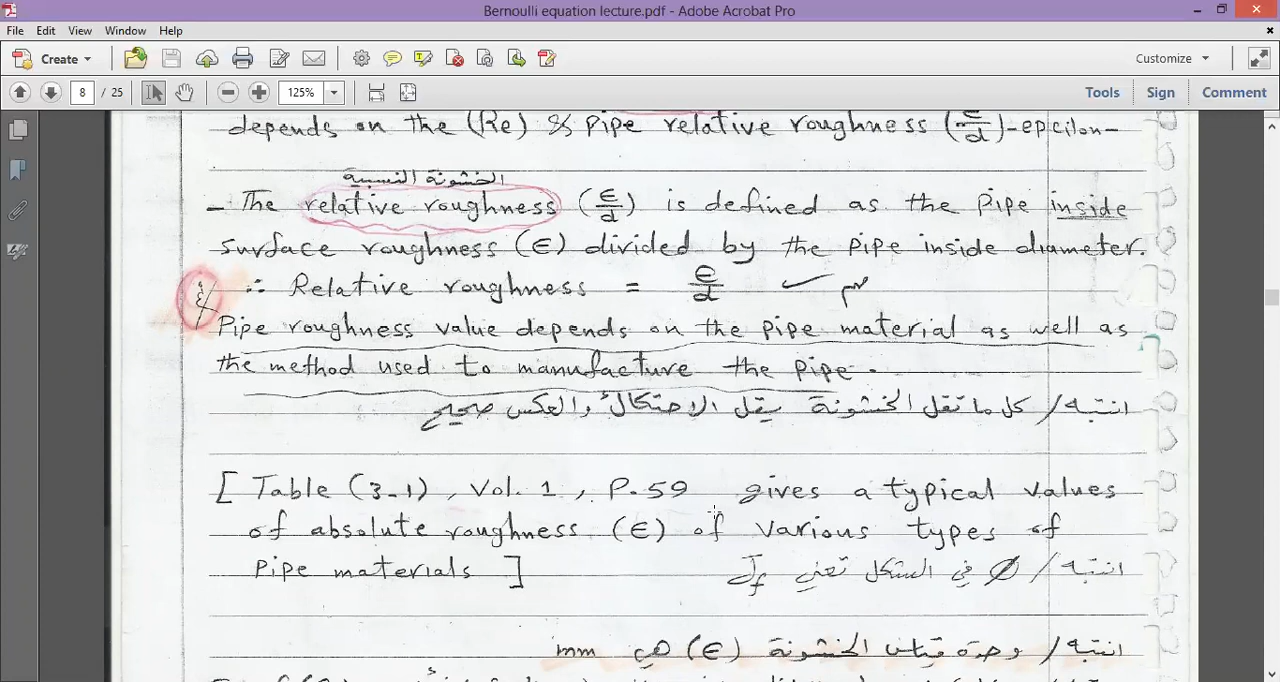 Bernoulli equation lecture.pdf - Adobe Acrobat Pro
File Edit View Window Help
Create Customize
8 / 25 125% Tools Sign Comment
depends on the (Re) & pipe relative roughness (ϵ/d) -epcilon-
الخشونة النسبية
- The relative roughness (ϵ/d) is defined as the pipe inside
surface roughness (ϵ) divided by the pipe inside diameter.
∴ Relative roughness = ϵ/d
Pipe roughness value depends on the pipe material as well as
the method used to manufacture the pipe.
انتبه/ كل ما تقل الخشونة يقل الاحتكاك والعكس صحيح
[ Table (3-1), Vol. 1, P.59 gives a typical values
of absolute roughness (ϵ) of various types of
pipe materials ]
انتبه/ Ø في الشكل تعني Jf
انتبه/ وحدة قياس الخشونة (ϵ) هي mm